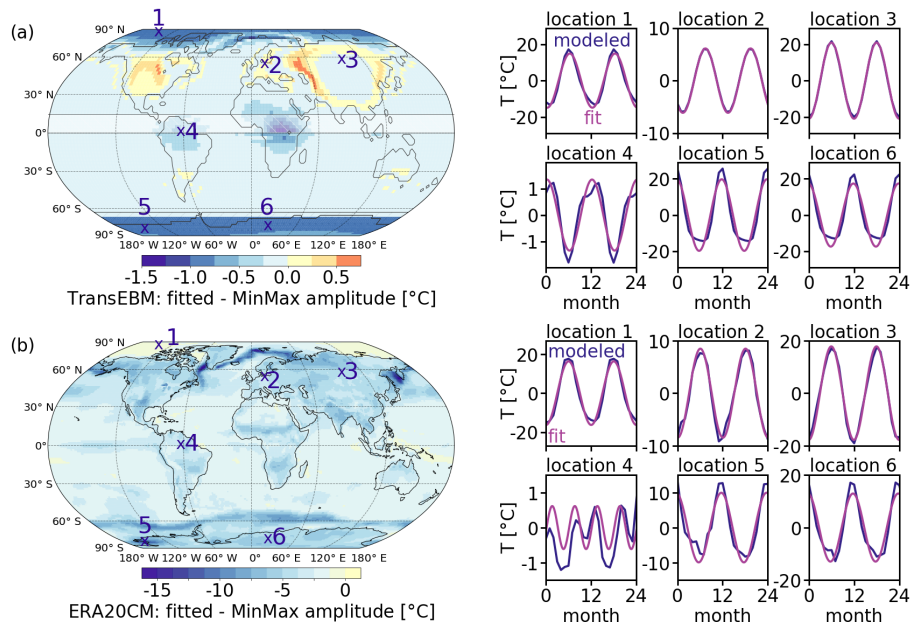 (a)
90° N
60° N
30° N
0°
30° S
60° S
90° S
180° W 120° W 60° W 0° E 60° E 120° E 180° E
1
2
3
4
5
6
-1.5 -1.0 -0.5 0.0 0.5
TransEBM: fitted - MinMax amplitude [°C]
location 1 location 2 location 3
T [°C]
20
0
-20
modeled
fit
10
0
-10
20
0
-20
location 4 location 5 location 6
T [°C]
1
0
-1
20
0
-20
20
0
-20
0 12 24 0 12 24 0 12 24
month month month
(b)
90° N
60° N
30° N
0°
30° S
60° S
90° S
180° W 120° W 60° W 0° E 60° E 120° E 180° E
1
2
3
4
5
6
-15 -10 -5 0
ERA20CM: fitted - MinMax amplitude [°C]
location 1 location 2 location 3
T [°C]
20
0
-20
modeled
fit
10
0
-10
20
0
-20
location 4 location 5 location 6
T [°C]
1
0
-1
10
0
-15
20
0
-20
0 12 24 0 12 24 0 12 24
month month month